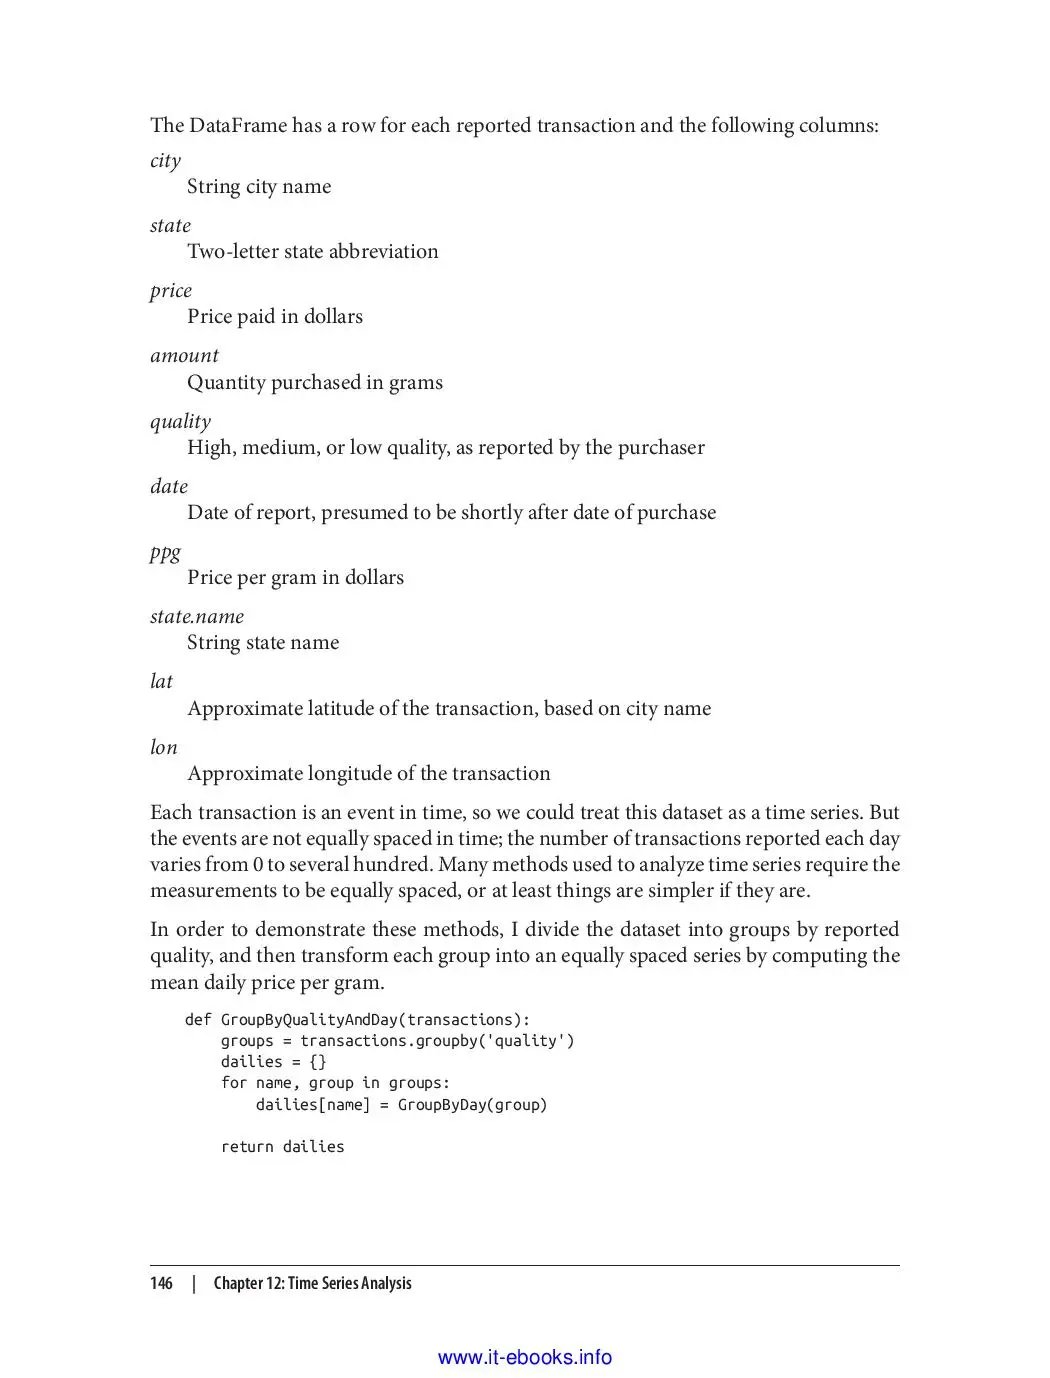 The DataFrame has a row for each reported transaction and the following columns:
city
String city name
state
Two-letter state abbreviation
price
Price paid in dollars
amount
Quantity purchased in grams
quality
High, medium, or low quality, as reported by the purchaser
date
Date of report, presumed to be shortly after date of purchase
ppg
Price per gram in dollars
state.name
String state name
lat
Approximate latitude of the transaction, based on city name
lon
Approximate longitude of the transaction
Each transaction is an event in time, so we could treat this dataset as a time series. But
the events are not equally spaced in time; the number of transactions reported each day
varies from 0 to several hundred. Many methods used to analyze time series require the
measurements to be equally spaced, or at least things are simpler if they are.
In order to demonstrate these methods, I divide the dataset into groups by reported
quality, and then transform each group into an equally spaced series by computing the
mean daily price per gram.
def GroupByQualityAndDay(transactions):
    groups = transactions.groupby('quality')
    dailies = {}
    for name, group in groups:
        dailies[name] = GroupByDay(group)
    return dailies
146 | Chapter 12: Time Series Analysis
www.it-ebooks.info